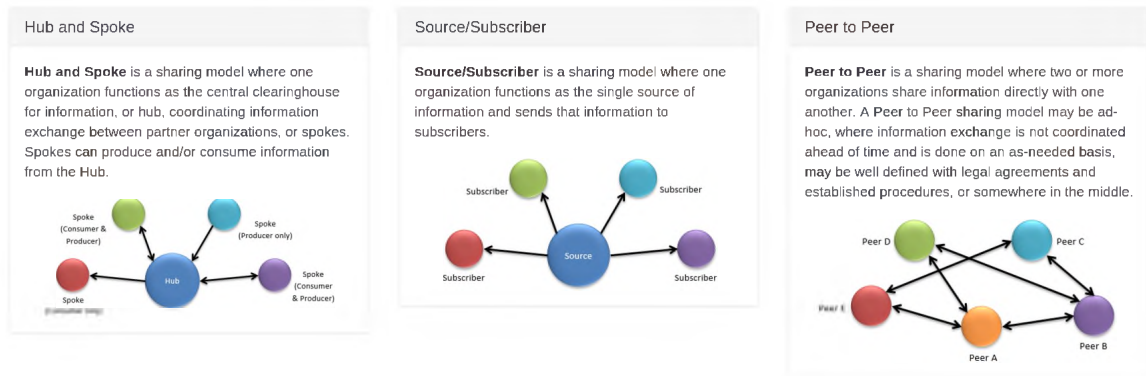 Hub and Spoke
Hub and Spoke is a sharing model where one
organization functions as the central clearinghouse
for information, or hub, coordinating information
exchange between partner organizations, or spokes.
Spokes can produce and/or consume information
from the Hub.
Spoke
(Consumer &
Producer)
Spoke
(Producer only)
Hub
Spoke
Spoke
(Consumer
& Producer)
Source/Subscriber
Source/Subscriber is a sharing model where one
organization functions as the single source of
information and sends that information to
subscribers.
Subscriber
Subscriber
Source
Subscriber
Subscriber
Peer to Peer
Peer to Peer is a sharing model where two or more
organizations share information directly with one
another. A Peer to Peer sharing model may be ad-
hoc, where information exchange is not coordinated
ahead of time and is done on an as-needed basis,
may be well defined with legal agreements and
established procedures, or somewhere in the middle.
Peer D
Peer C
Peer E
Peer B
Peer A